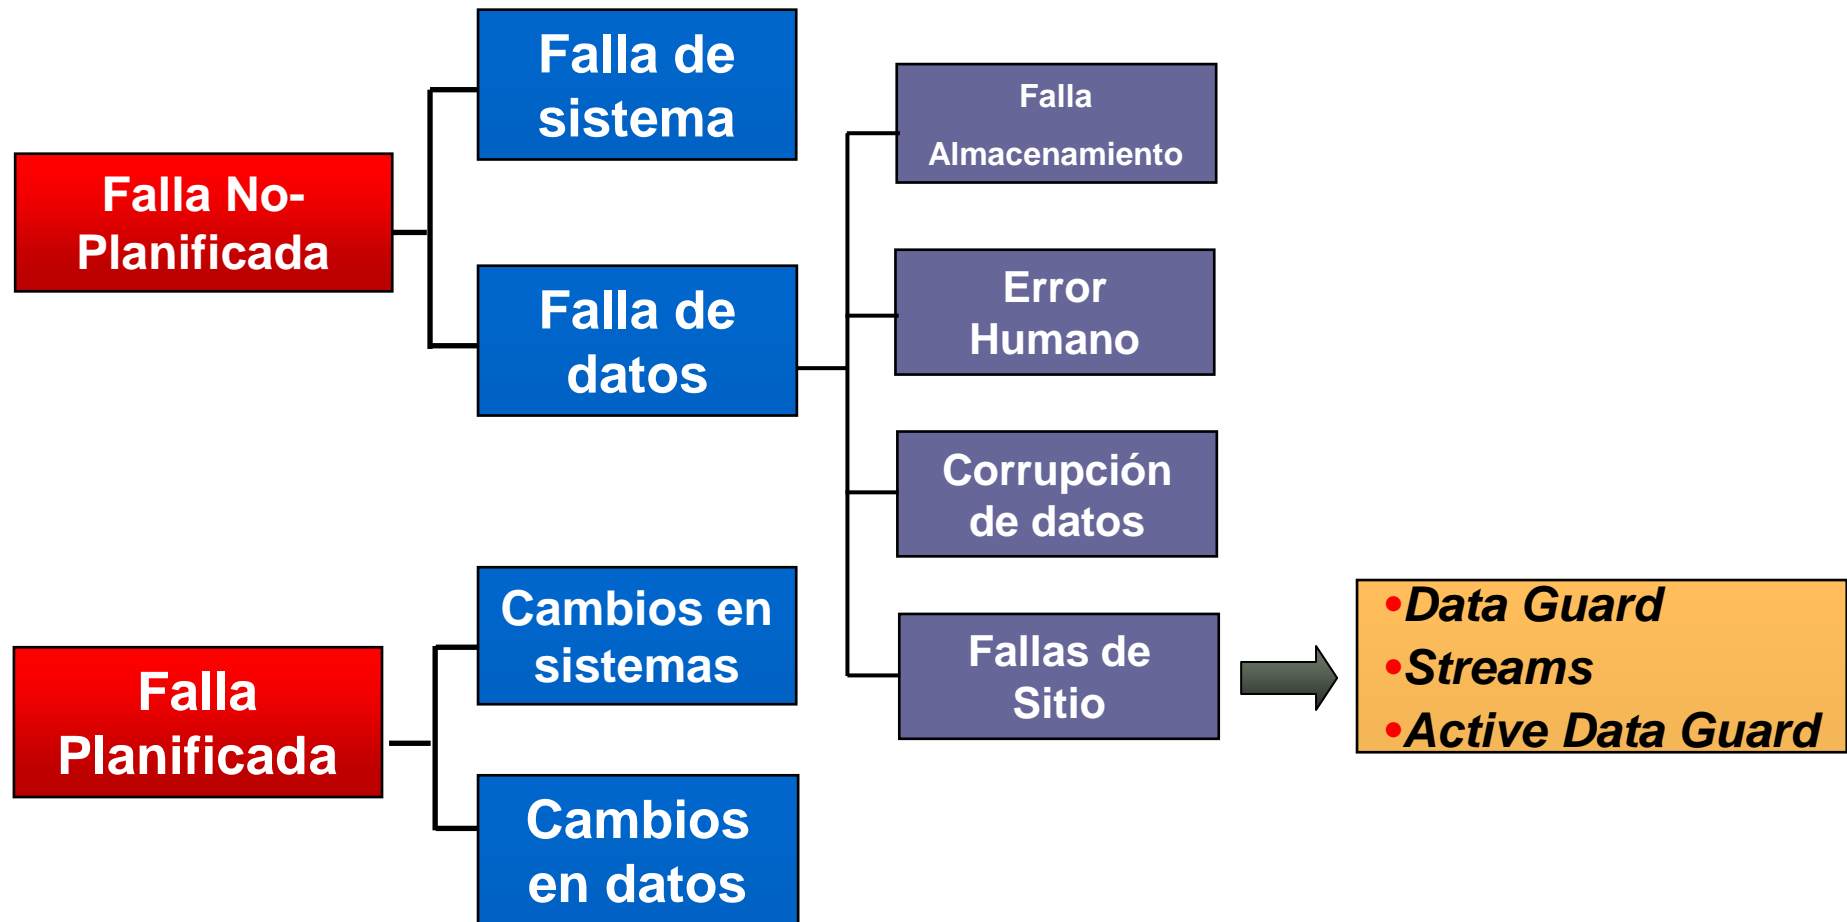 Falla No-
Planificada
Falla de
sistema
Falla de
datos
Falla
Almacenamiento
Error
Humano
Corrupción
de datos
Fallas de
Sitio
•Data Guard
•Streams
•Active Data Guard
Falla
Planificada
Cambios en
sistemas
Cambios
en datos